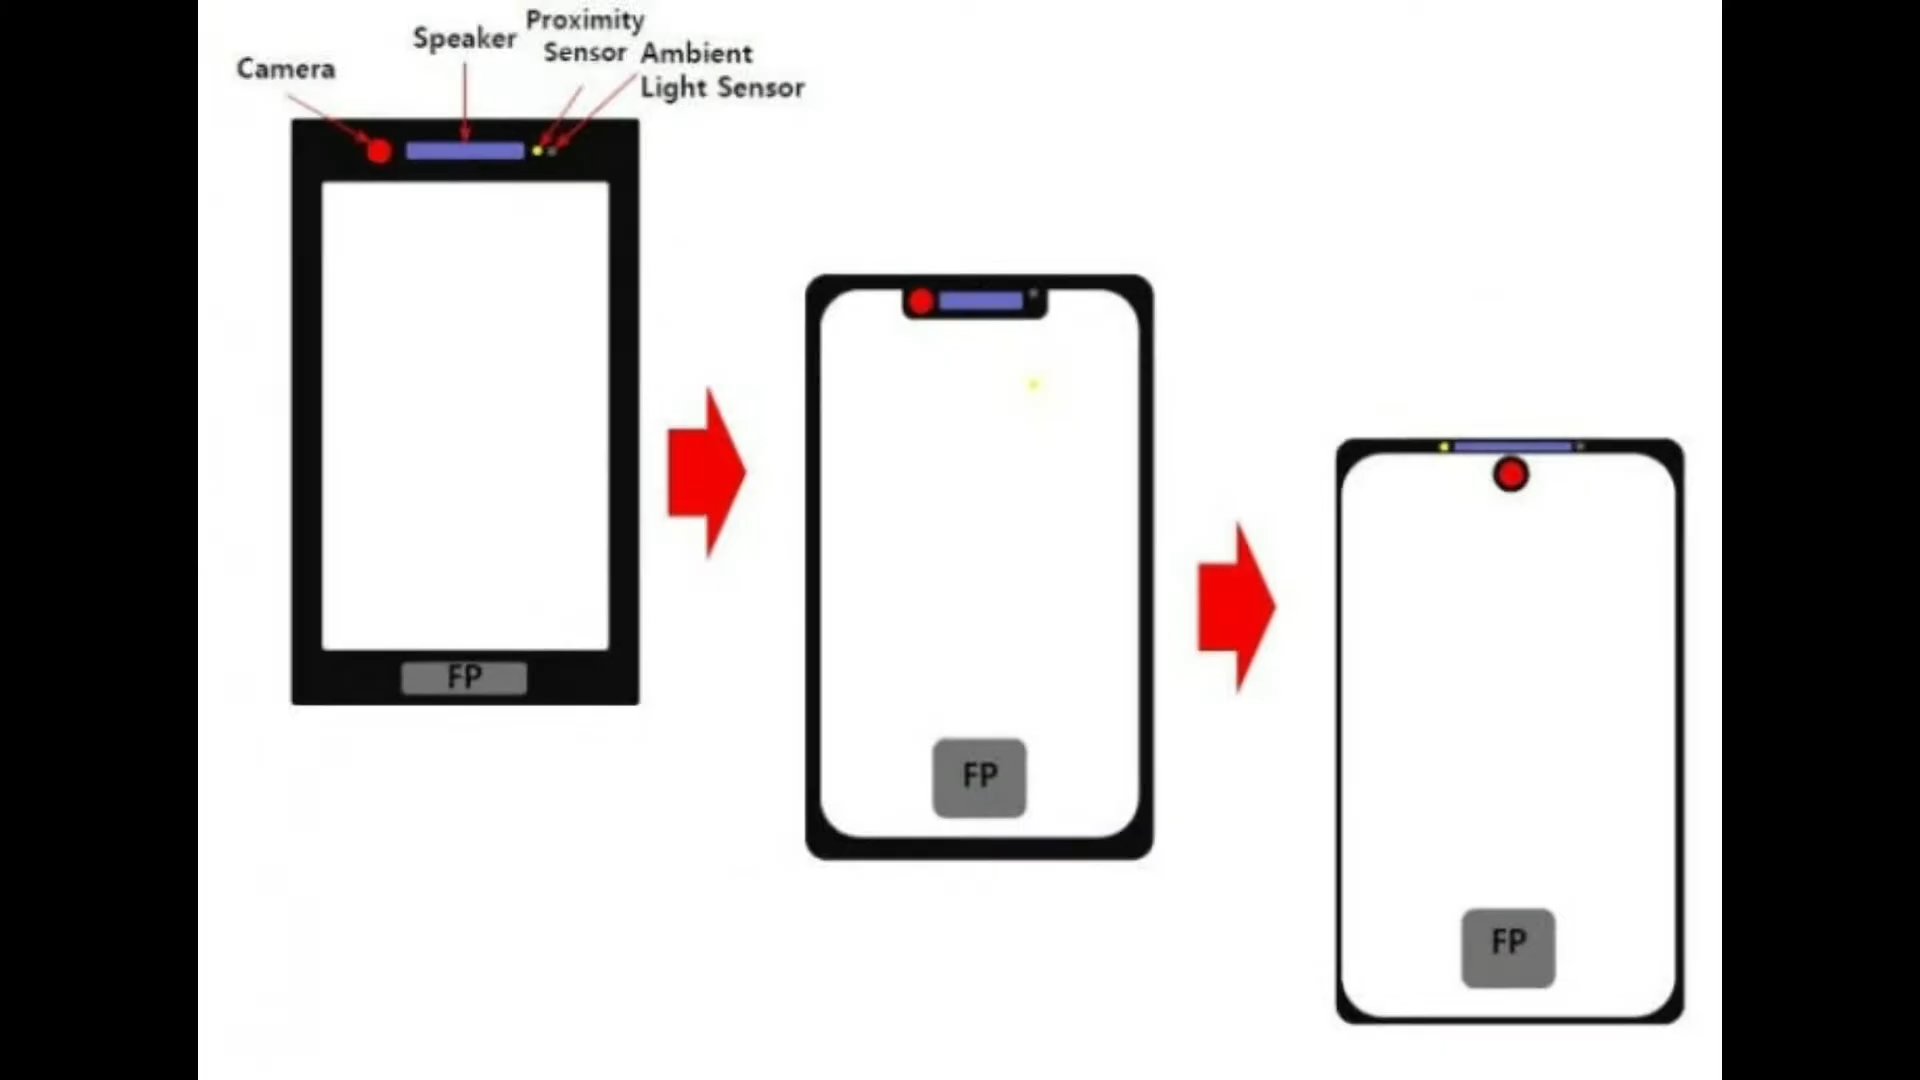 Camera
Speaker
Proximity
Sensor
Ambient
Light Sensor
FP
FP
FP